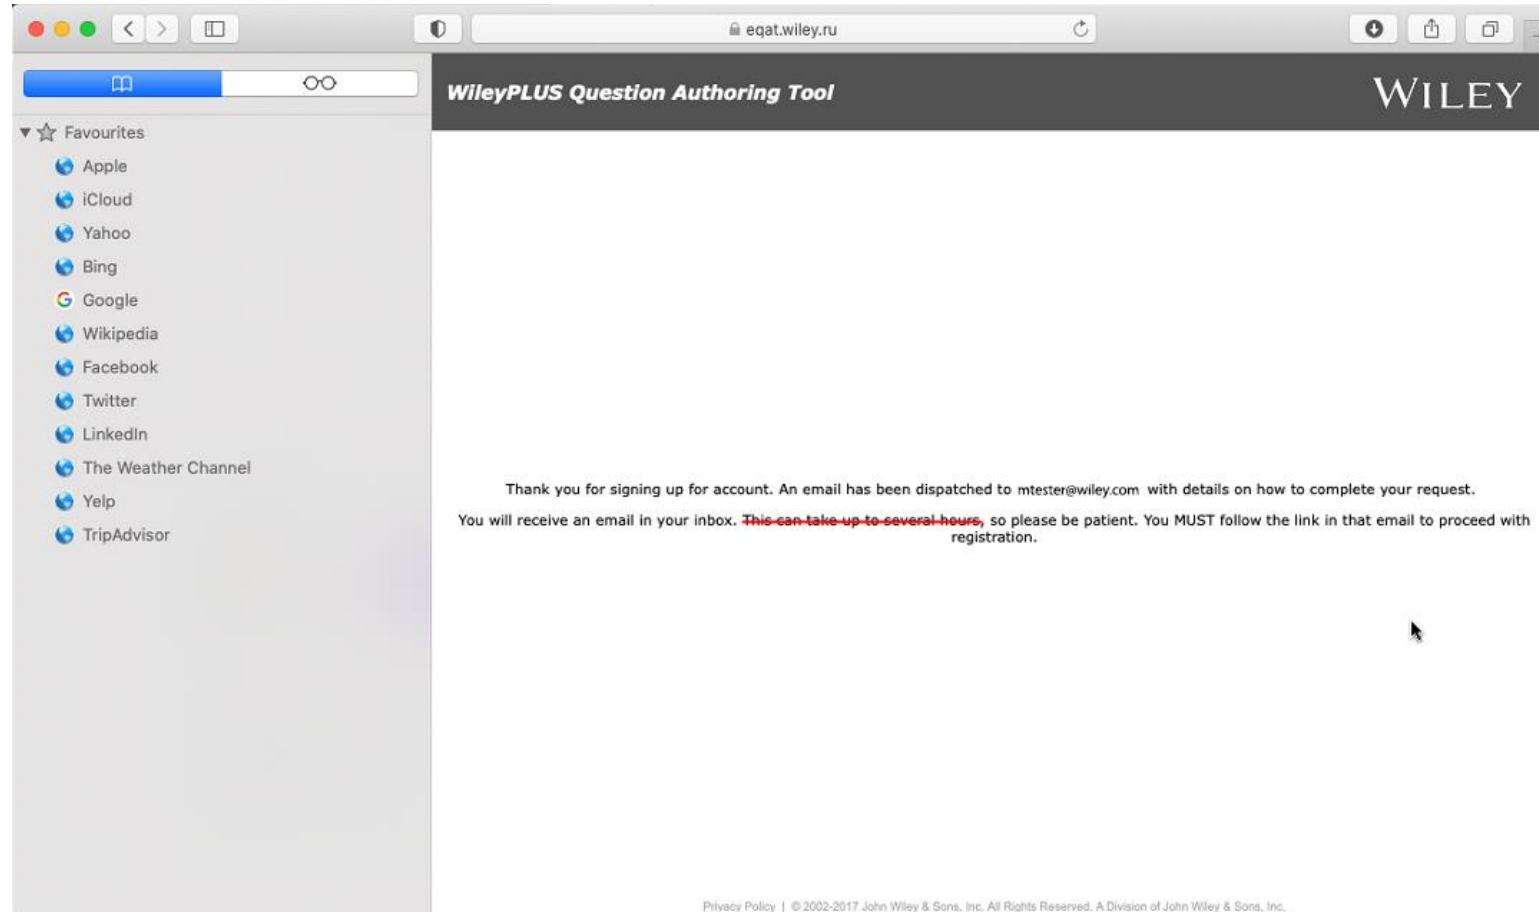 eqat.wiley.ru
WileyPLUS Question Authoring Tool
WILEY
Favourites
Apple
iCloud
Yahoo
Bing
G Google
Wikipedia
Facebook
Twitter
LinkedIn
The Weather Channel
Yelp
TripAdvisor
Thank you for signing up for account. An email has been dispatched to mtester@wiley.com with details on how to complete your request.
You will receive an email in your inbox. This can take up to several hours, so please be patient. You MUST follow the link in that email to proceed with
registration.
Privacy Policy | © 2002-2017 John Wiley & Sons, Inc. All Rights Reserved. A Division of John Wiley & Sons, Inc.